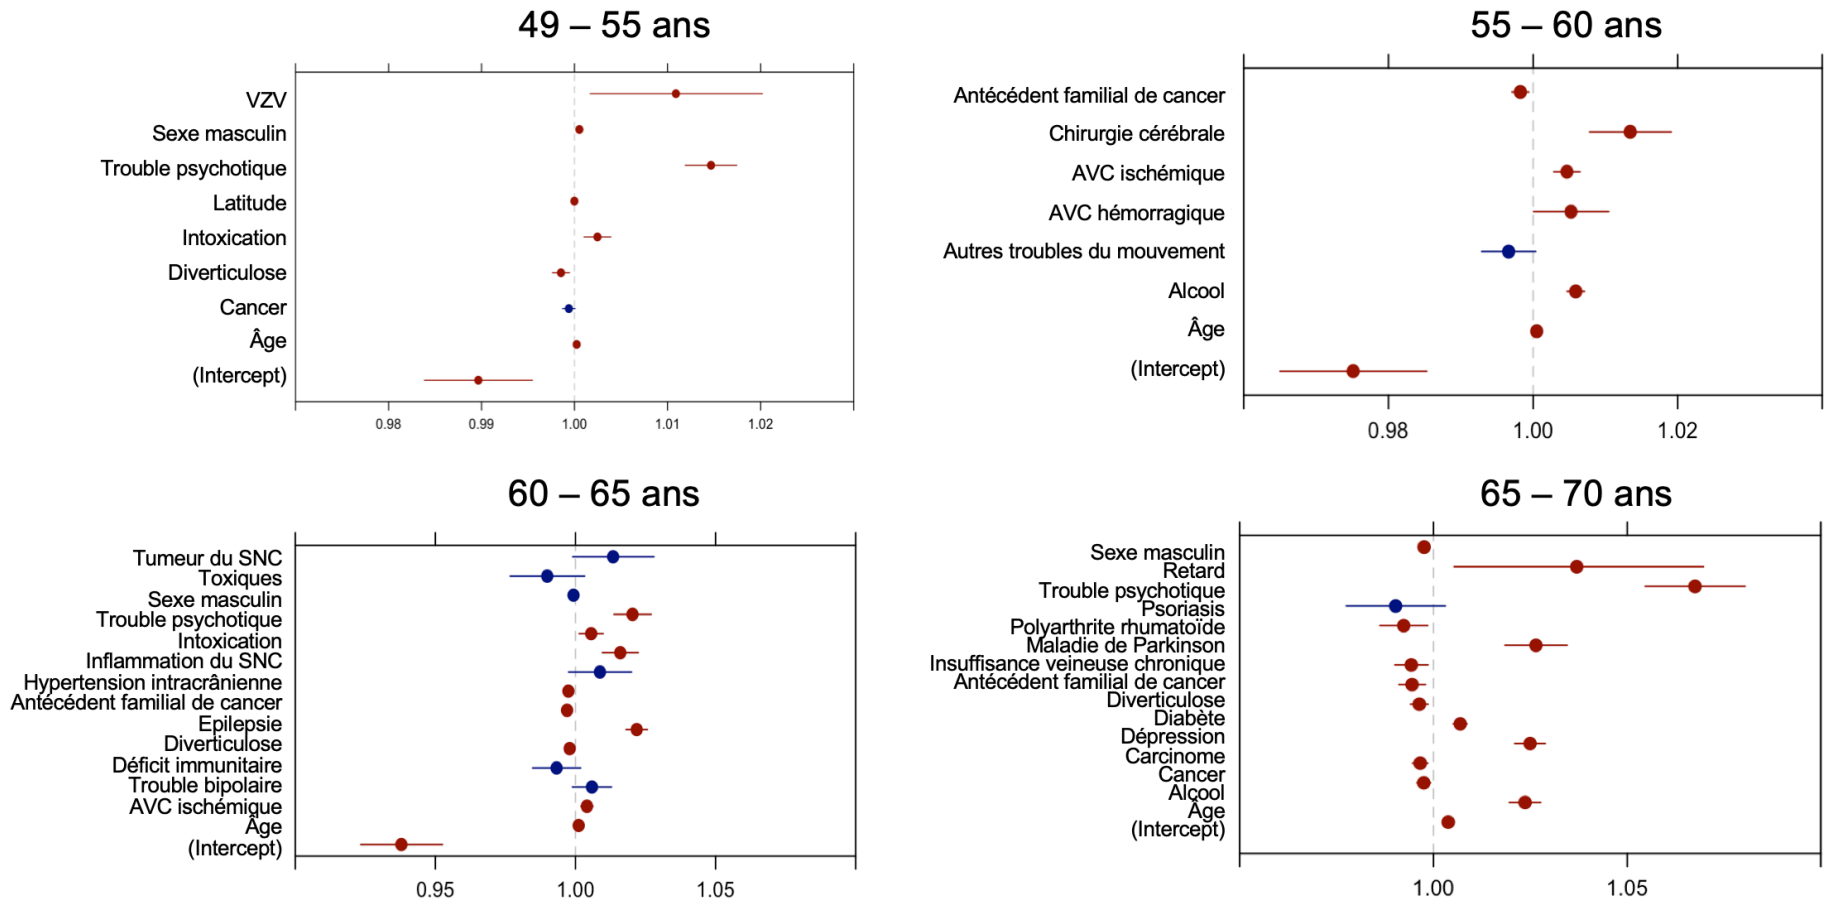 49 – 55 ans
VZV
Sexe masculin
Trouble psychotique
Latitude
Intoxication
Diverticulose
Cancer
Âge
(Intercept)
0.98 0.99 1.00 1.01 1.02
55 – 60 ans
Antécédent familial de cancer
Chirurgie cérébrale
AVC ischémique
AVC hémorragique
Autres troubles du mouvement
Alcool
Âge
(Intercept)
0.98 1.00 1.02
60 – 65 ans
Tumeur du SNC
Toxiques
Sexe masculin
Trouble psychotique
Intoxication
Inflammation du SNC
Hypertension intracrânienne
Antécédent familial de cancer
Epilepsie
Diverticulose
Déficit immunitaire
Trouble bipolaire
AVC ischémique
Âge
(Intercept)
0.95 1.00 1.05
65 – 70 ans
Sexe masculin
Retard
Trouble psychotique
Psoriasis
Polyarthrite rhumatoïde
Maladie de Parkinson
Insuffisance veineuse chronique
Antécédent familial de cancer
Diverticulose
Diabète
Dépression
Carcinome
Cancer
Alcool
Âge
(Intercept)
1.00 1.05